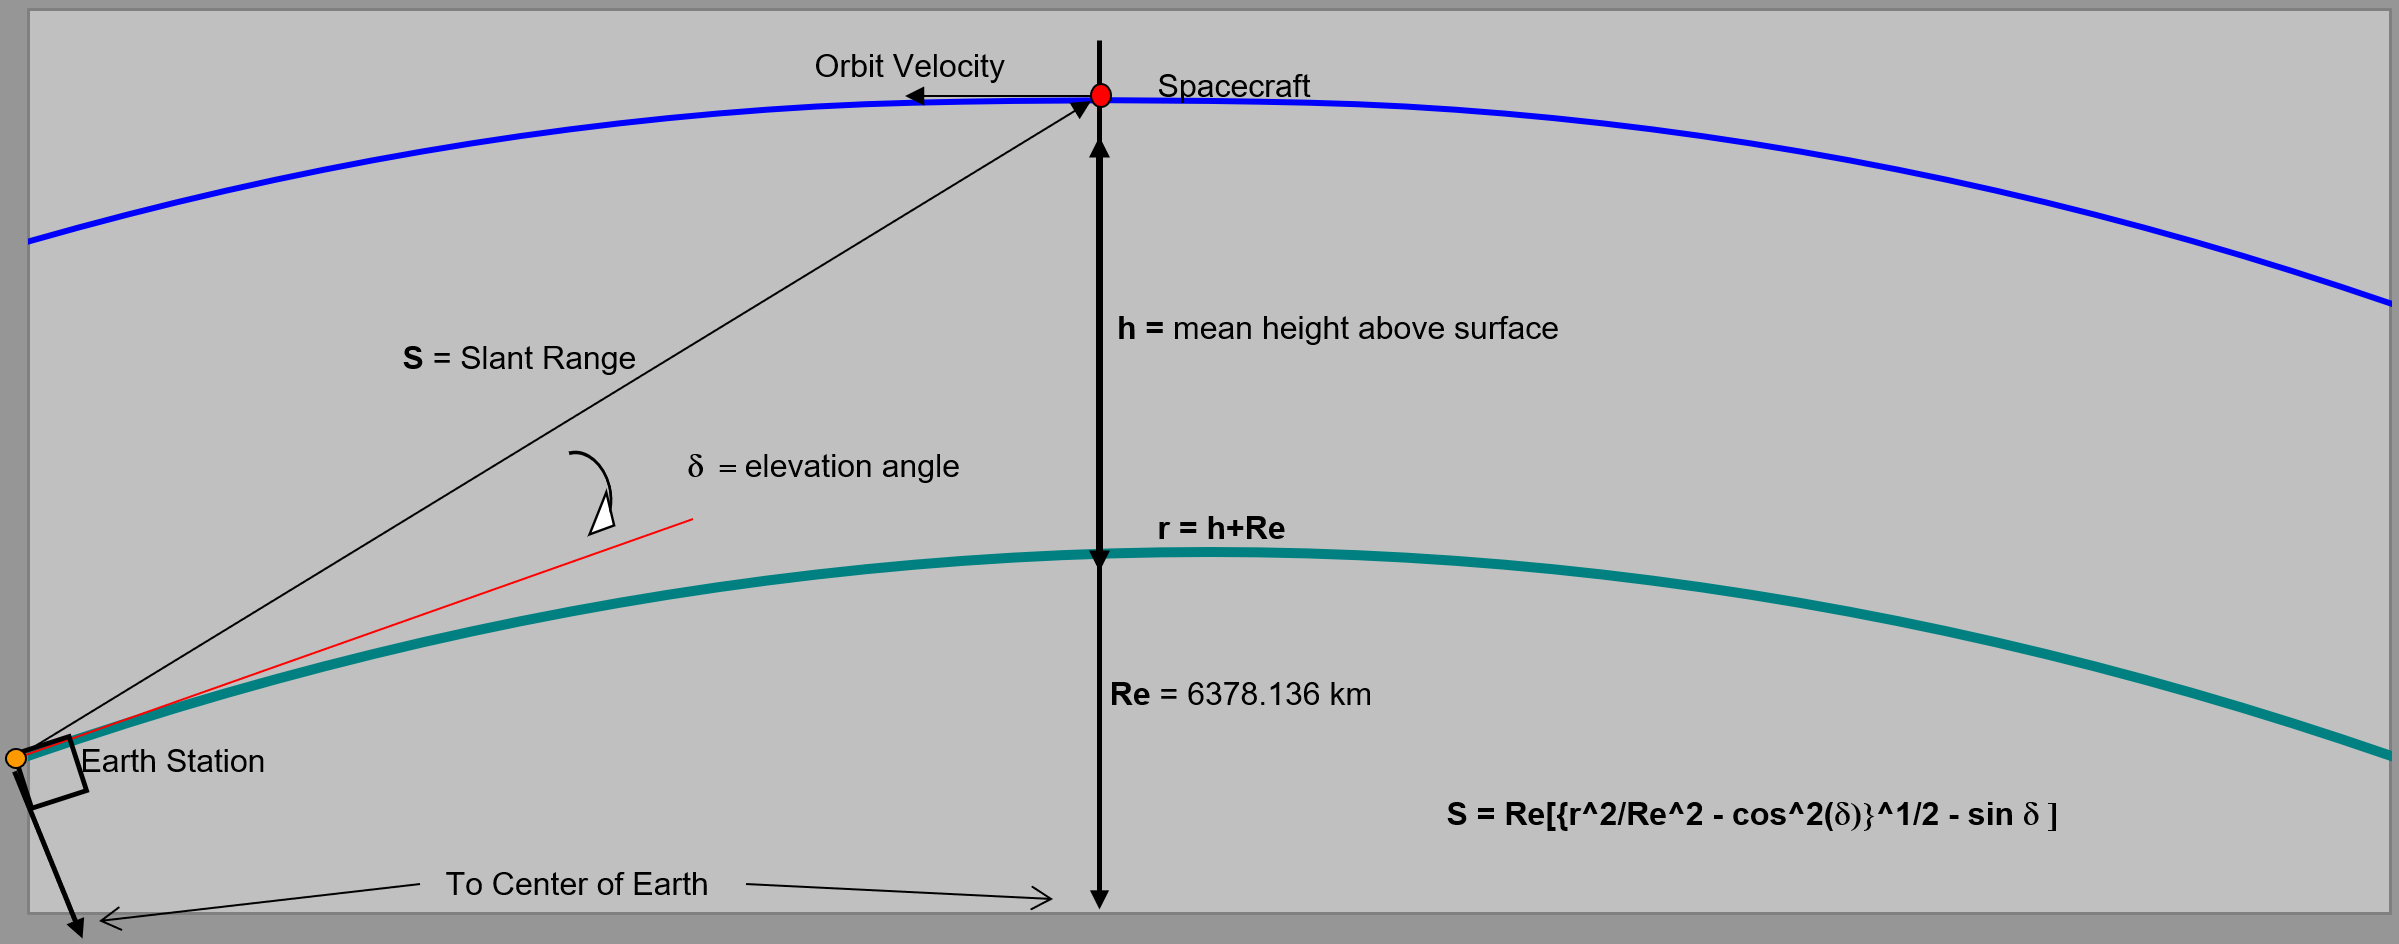 Orbit Velocity
Spacecraft
h = mean height above surface
S = Slant Range
δ = elevation angle
r = h+Re
Re = 6378.136 km
Earth Station
S = Re[{r^2/Re^2 - cos^2(δ)}^1/2 - sin δ ]
To Center of Earth